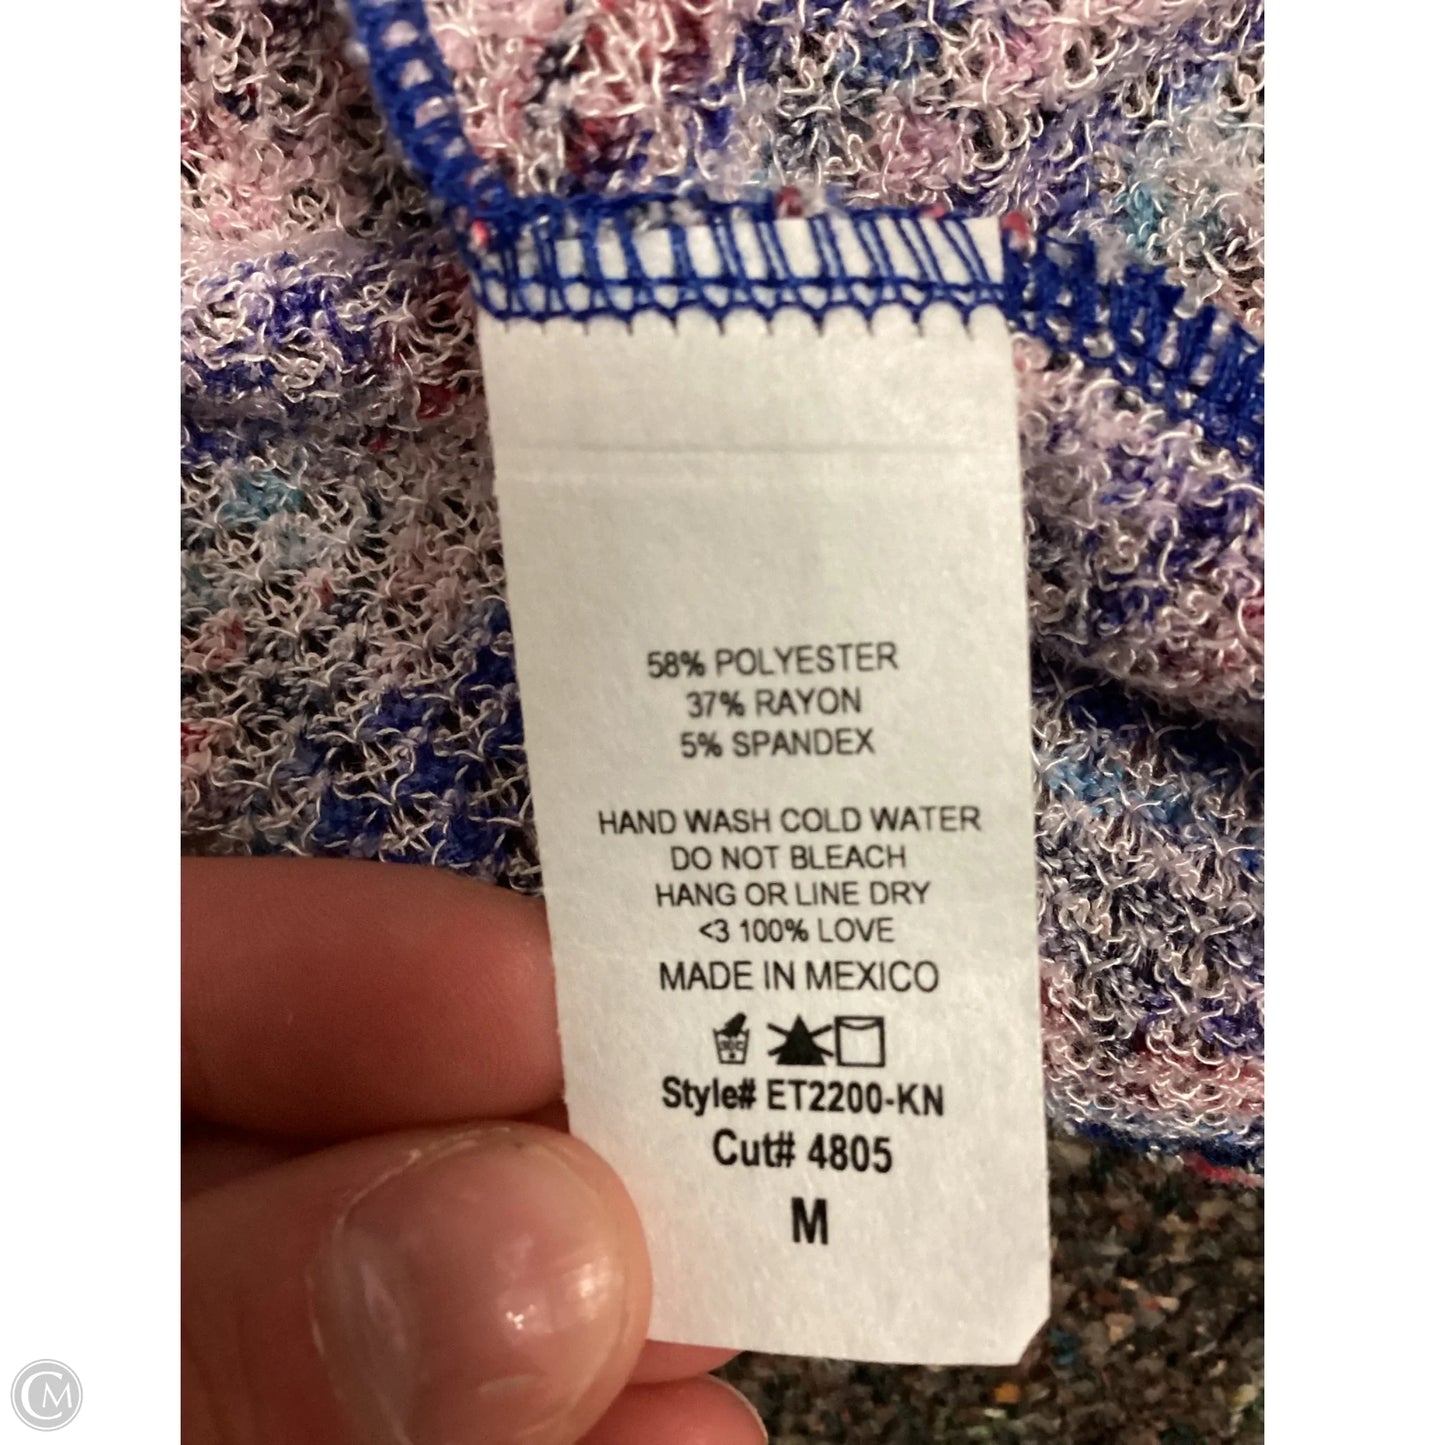 58% POLYESTER
37% RAYON
5% SPANDEX
HAND WASH COLD WATER
DO NOT BLEACH
HANG OR LINE DRY
<3 100% LOVE
MADE IN MEXICO
Style# ET2200-KN
Cut# 4805
M
CM